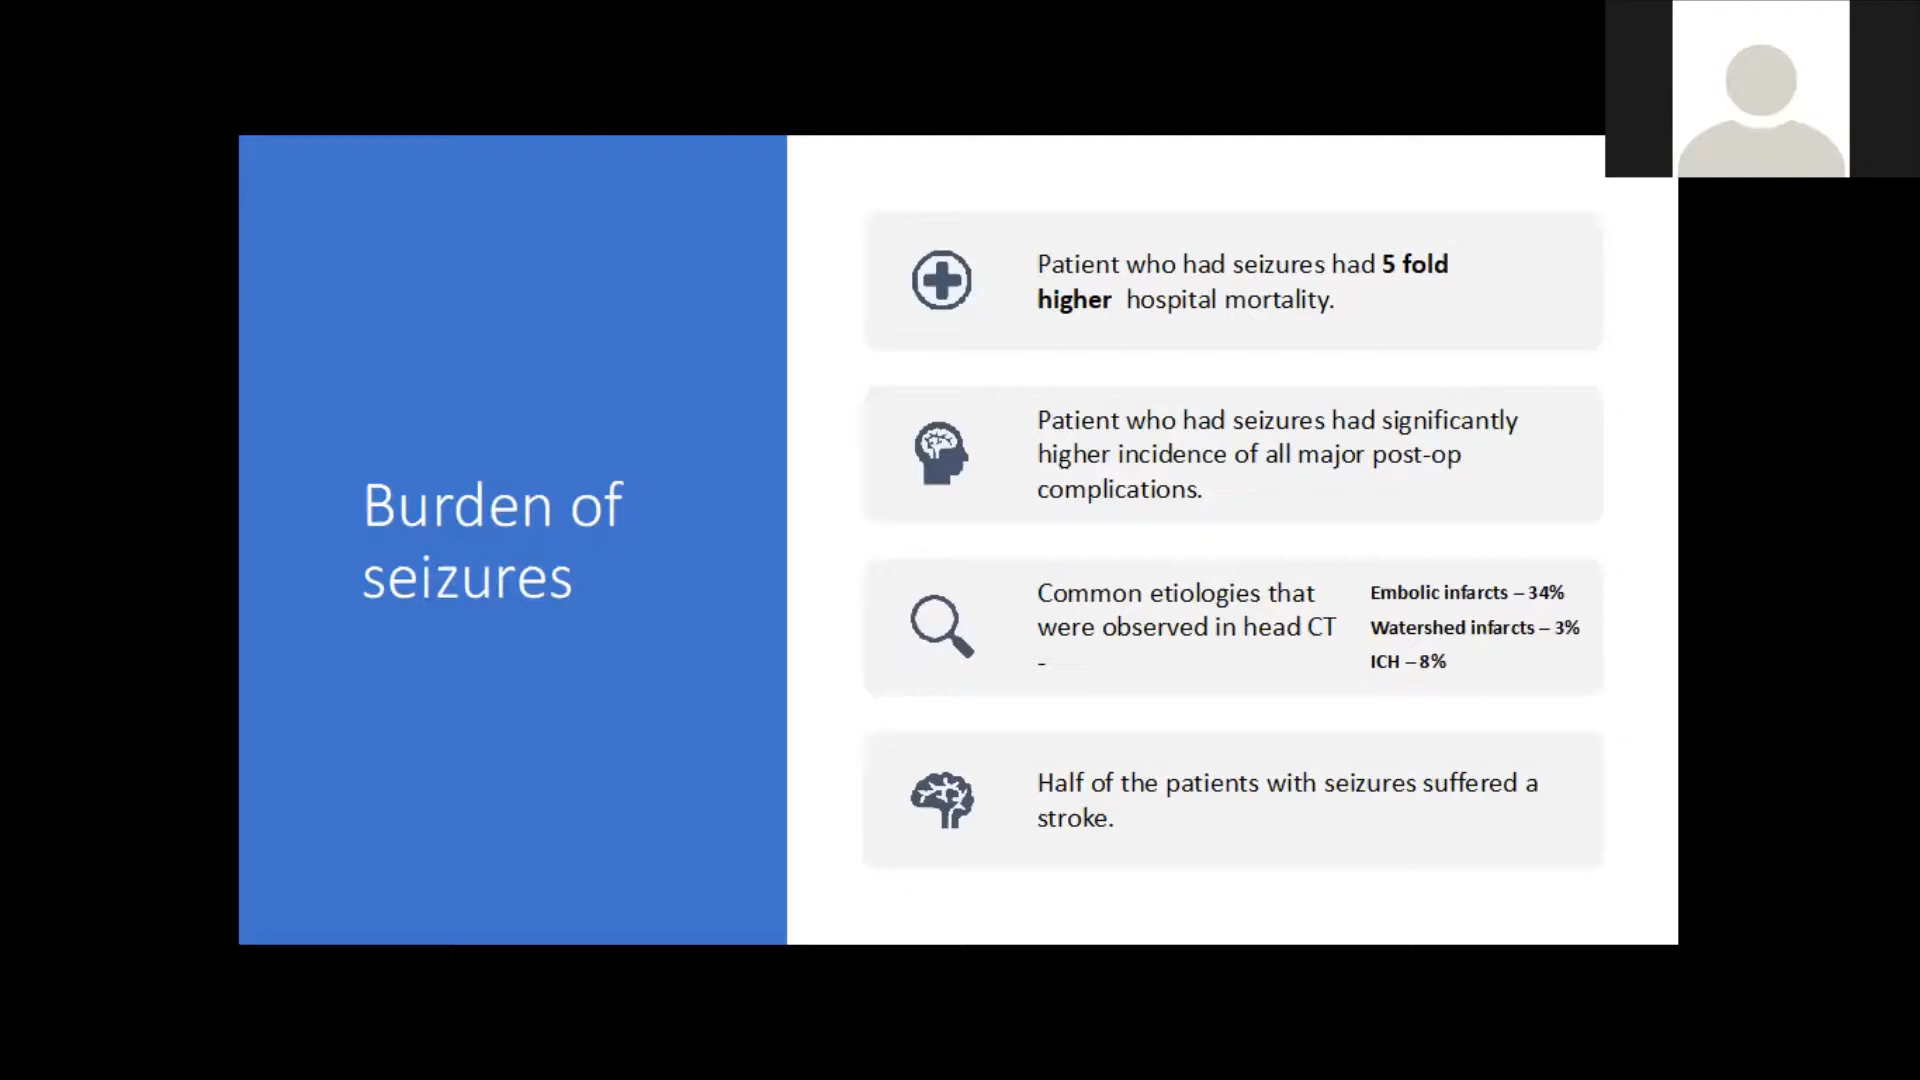 Burden of
seizures
Patient who had seizures had 5 fold
higher hospital mortality.
Patient who had seizures had significantly
higher incidence of all major post-op
complications.
Common etiologies that
were observed in head CT
-
Embolic infarcts – 34%
Watershed infarcts – 3%
ICH – 8%
Half of the patients with seizures suffered a
stroke.